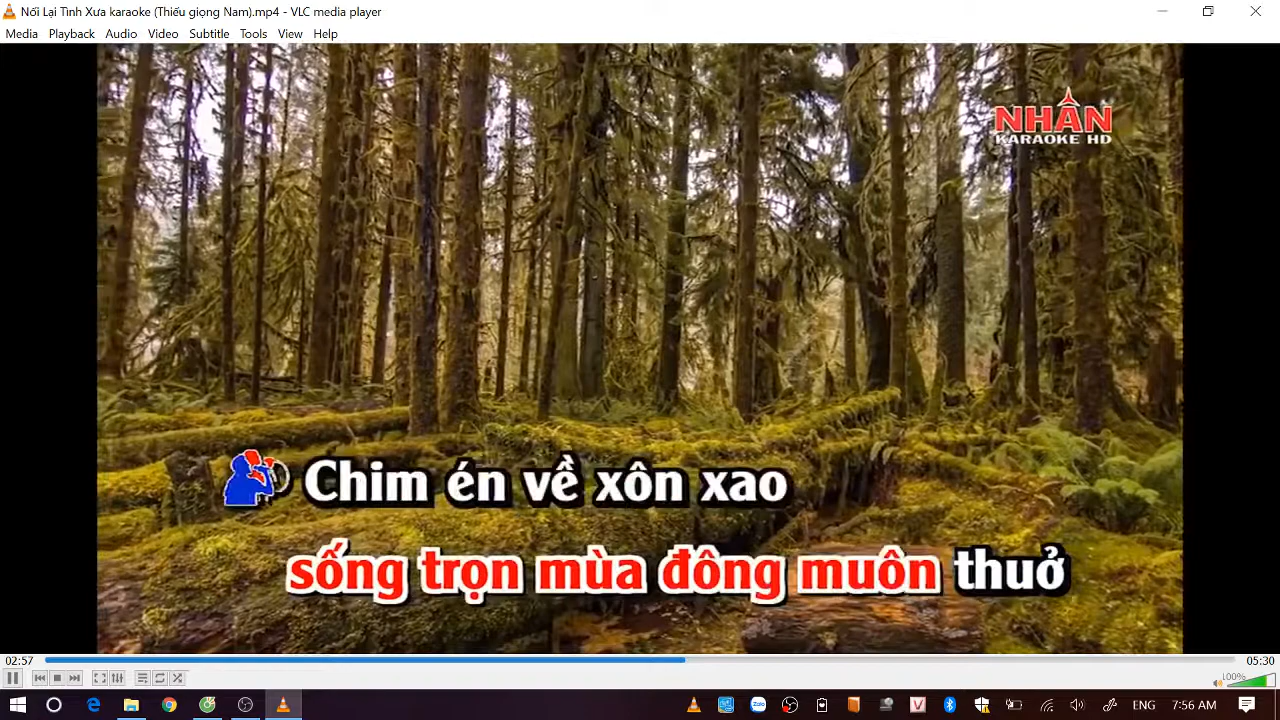 Nối Lại Tình Xưa karaoke (Thiếu giọng Nam).mp4 - VLC media player
Media Playback Audio Video Subtitle Tools View Help
NHÂN
KARAOKE HD
Chim én về xôn xao
sống trọn mùa đông muôn thuở
02:57
05:30
100%
Zalo
V
ENG
7:56 AM